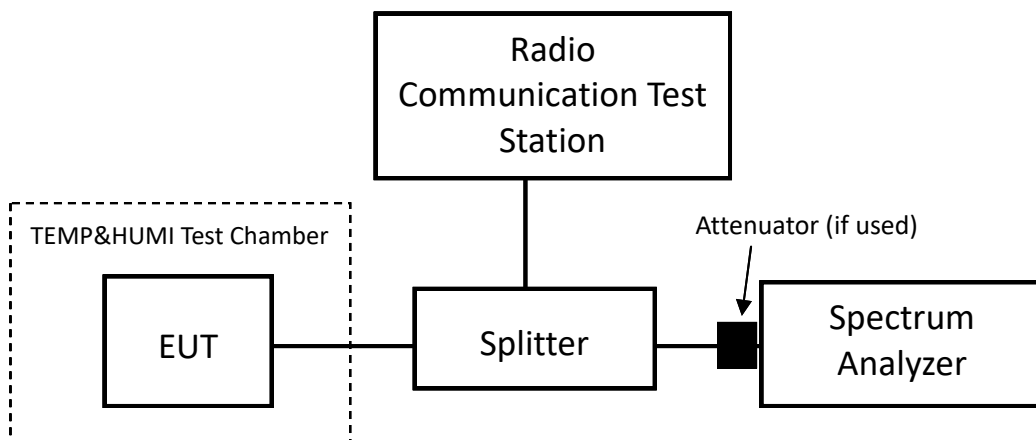 Radio
Communication Test
Station
TEMP&HUMI Test Chamber
Attenuator (if used)
EUT
Splitter
Spectrum
Analyzer